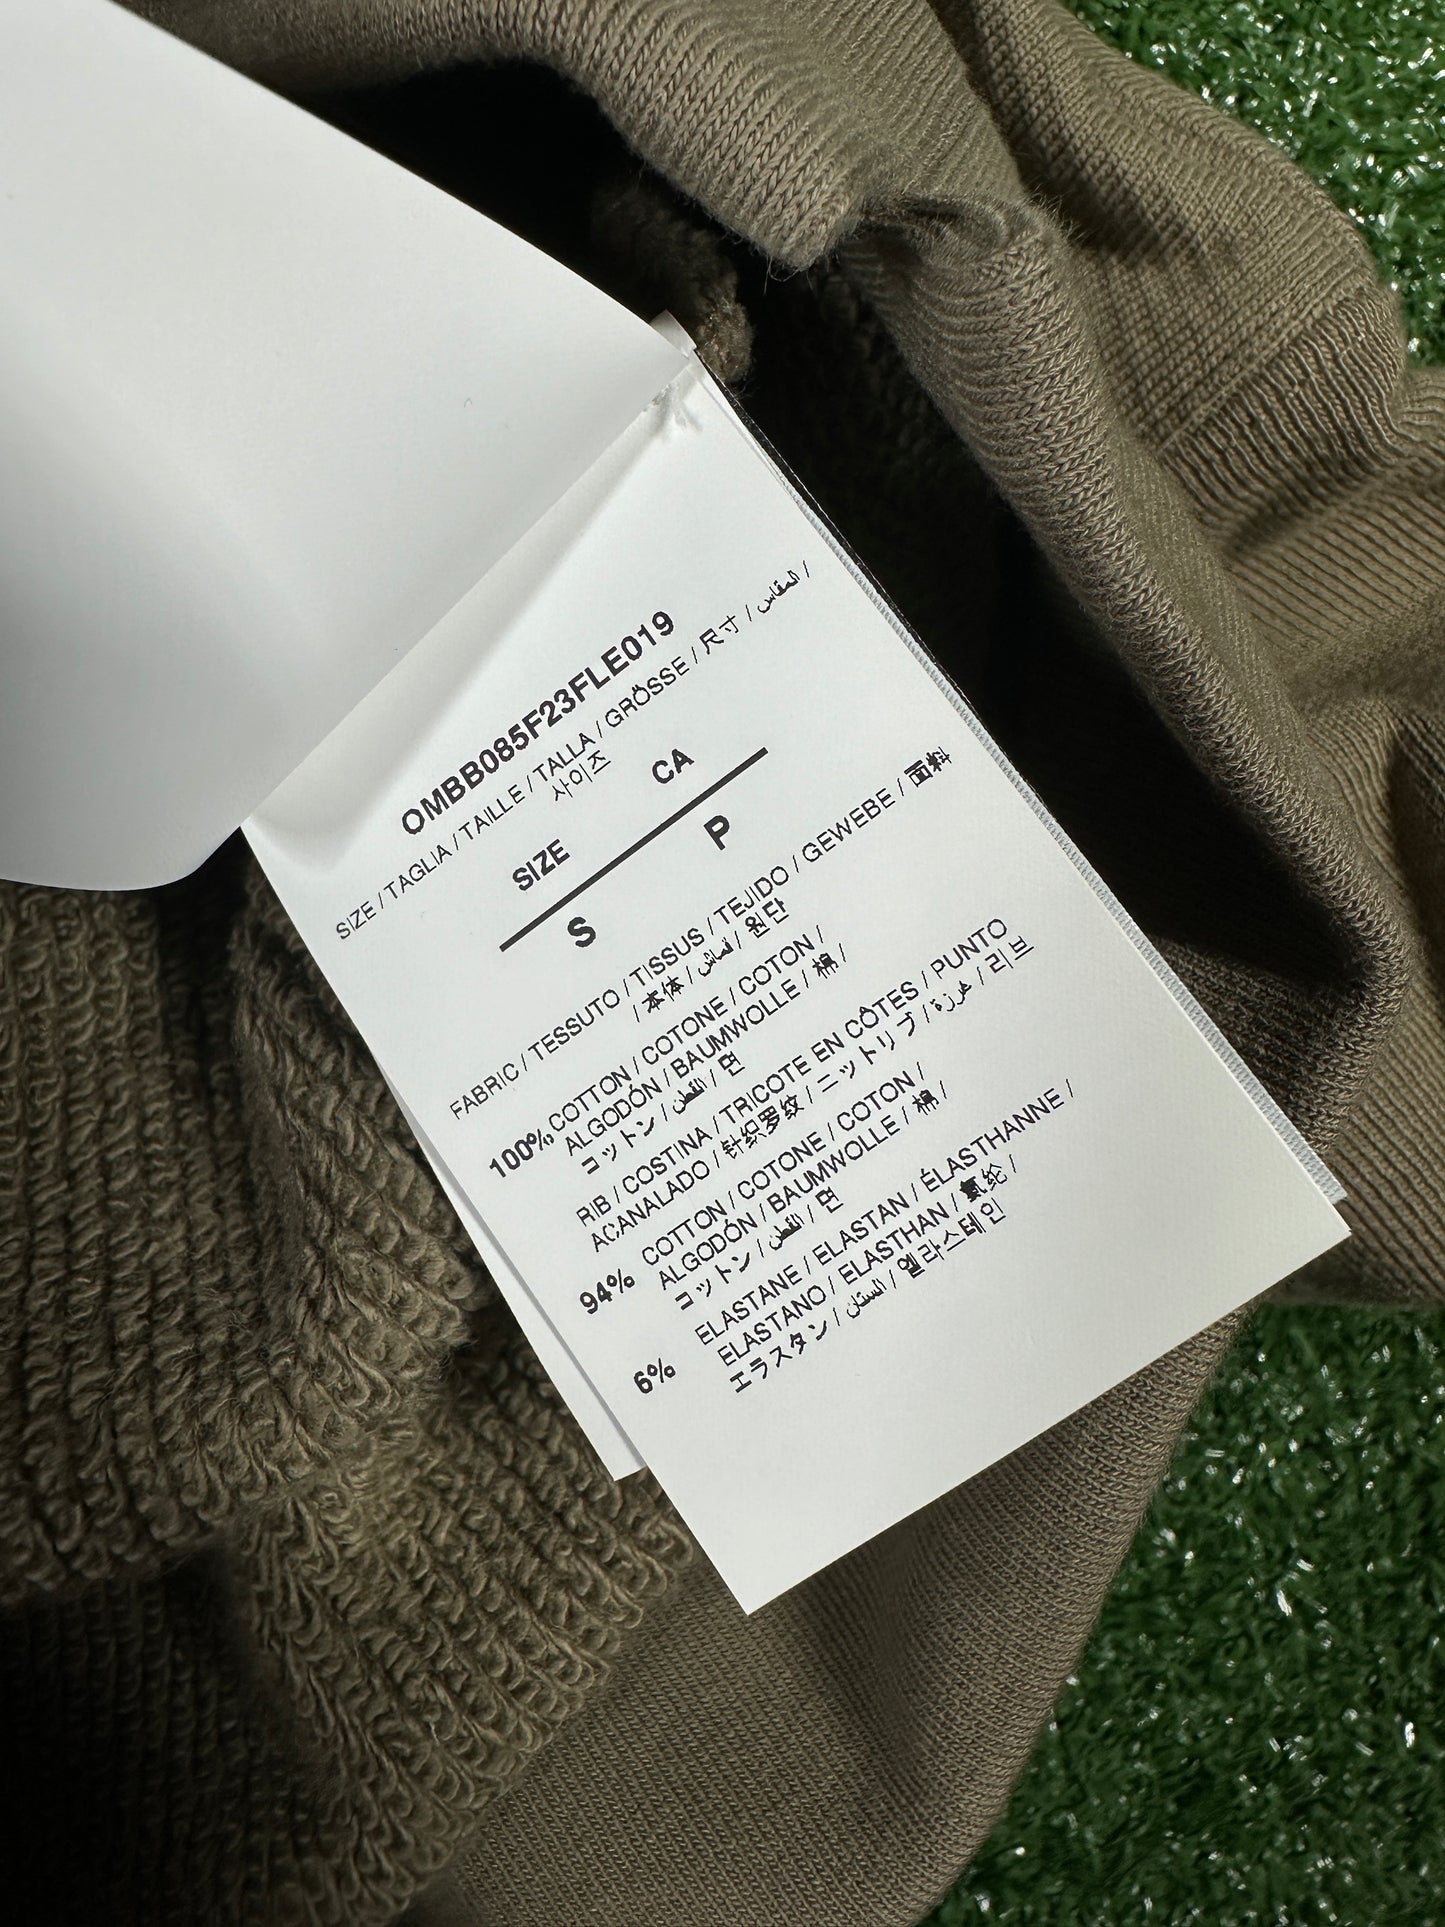 OMBB085F23FLE019
SIZE / TAGLIA / TAILLE / TALLA / GRÖSSE / 尺寸 / المقاس /
사이즈
SIZE CA
S P
FABRIC / TESSUTO / TISSUS / TEJIDO / GEWEBE / 面料
/ 本体 / قماش / 원단
100% COTTON / COTONE / COTON /
ALGODÓN / BAUMWOLLE / 棉 /
コットン / القطن / 면
RIB / COSTINA / TRICOTE EN CÔTES / PUNTO
ACANALADO / 针织罗纹 / ニットリブ / غرزة / 리브
94% COTTON / COTONE / COTON /
ALGODÓN / BAUMWOLLE / 棉 /
コットン / القطن / 면
6% ELASTANE / ELASTAN / ÉLASTHANNE /
ELASTANO / ELASTHAN / 氨纶 /
エラスタン / الستان / 엘라스테인